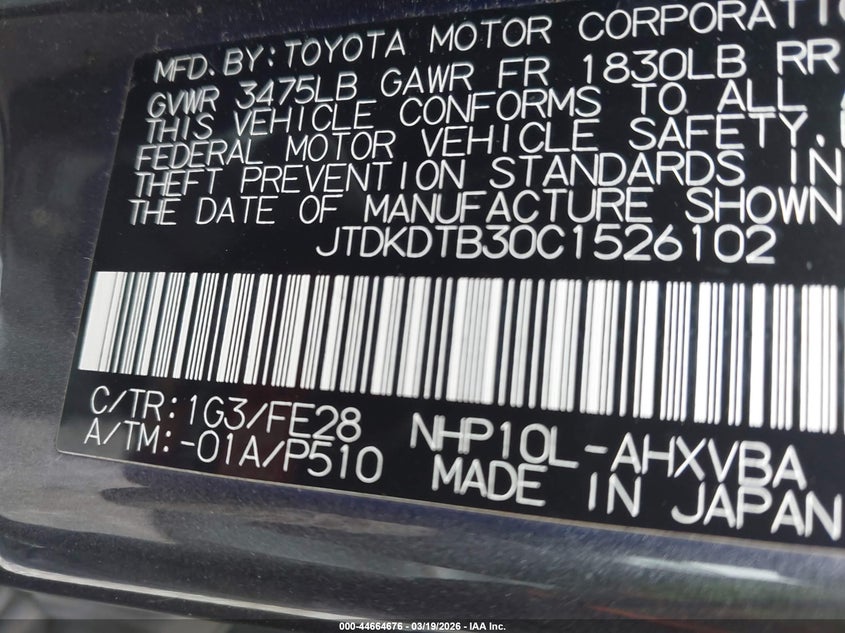 MFD. BY: TOYOTA MOTOR CORPORATI
GVWR 3475LB GAWR FR 1830LB RR
THIS VEHICLE CONFORMS TO ALL
FEDERAL MOTOR VEHICLE SAFETY,
THEFT PREVENTION STANDARDS IN
THE DATE OF MANUFACTURE SHOWN
JTDKDTB30C1526102
C/TR: 1G3/FE28 NHP10L-AHXVBA
A/TM: -01A/P510 MADE IN JAPAN
000-44664676 — 03/19/2026 — IAA Inc.